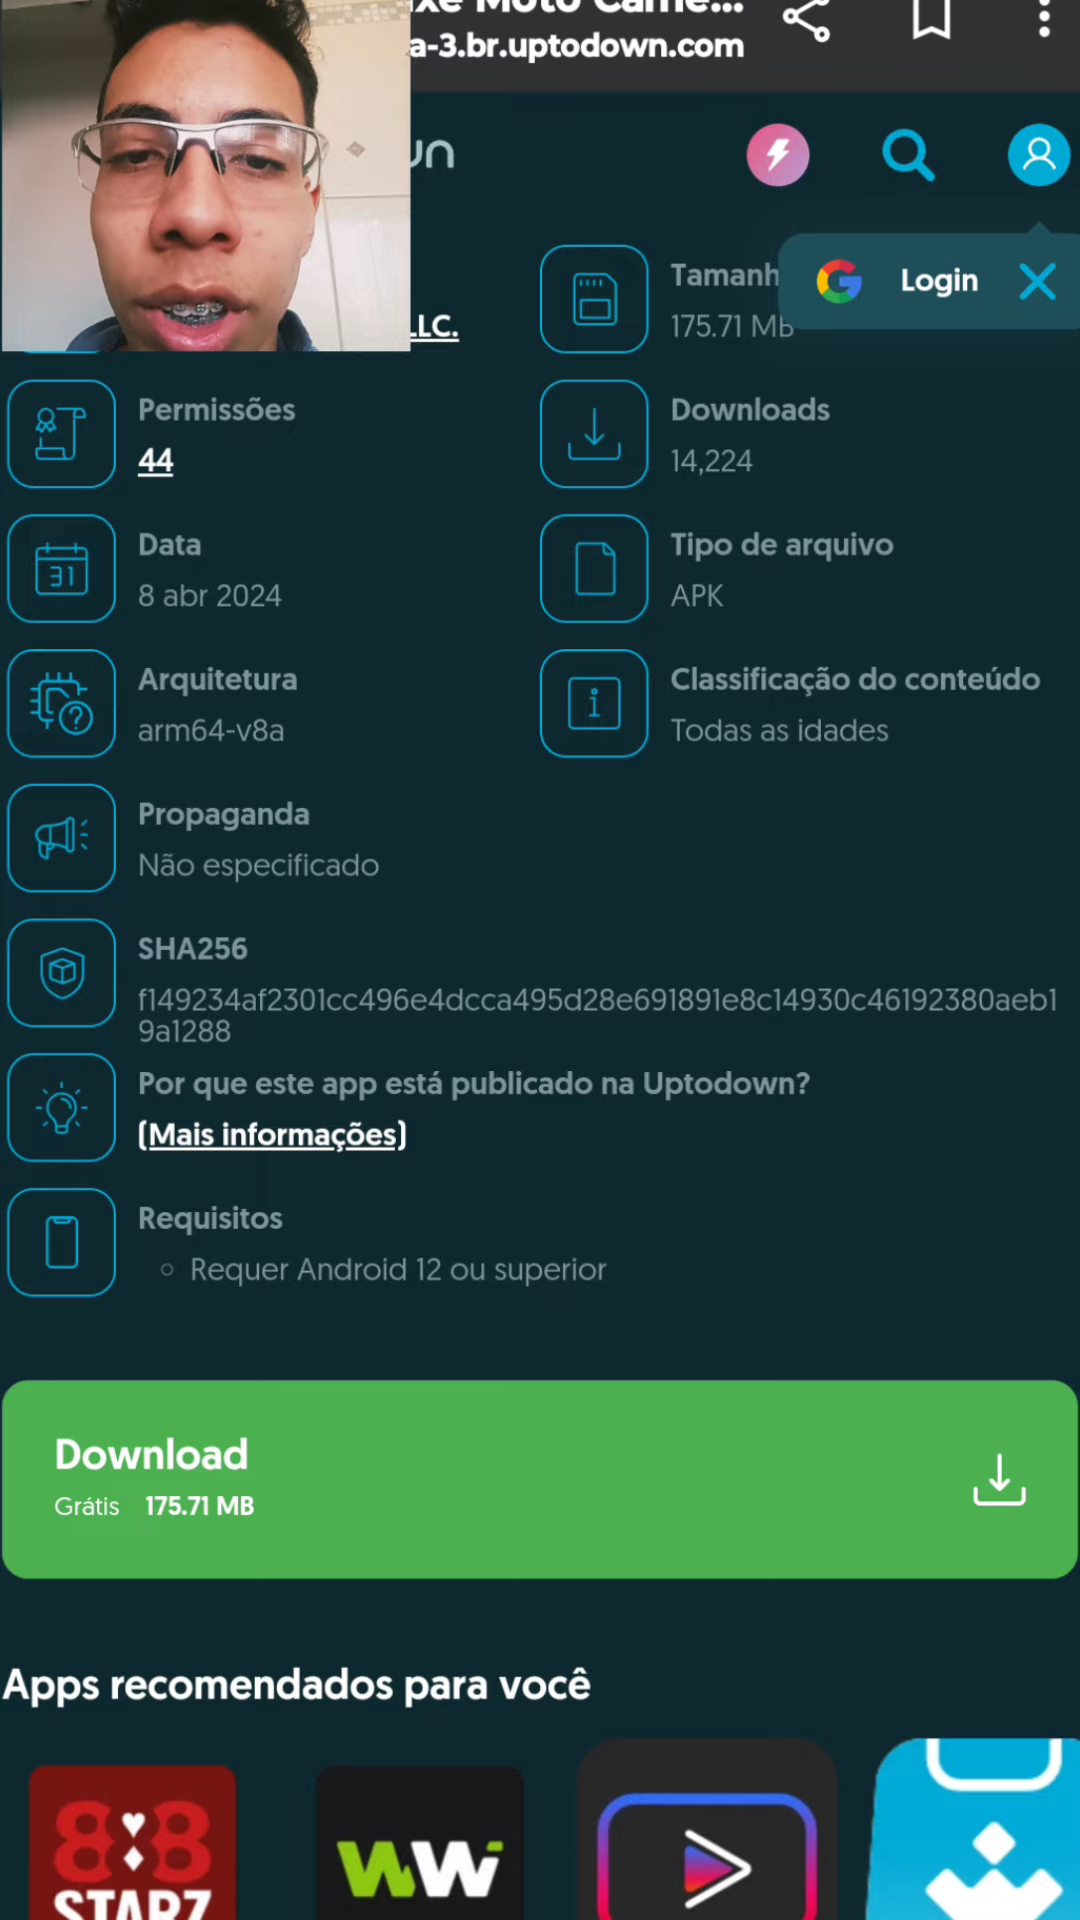 a-3.br.uptodown.com
LLC.
Tamanh
175.71 MB
Login
Permissões
44
Downloads
14,224
Data
8 abr 2024
Tipo de arquivo
APK
Arquitetura
arm64-v8a
Classificação do conteúdo
Todas as idades
Propaganda
Não especificado
SHA256
f149234af2301cc496e4dcca495d28e691891e8c14930c46192380aeb1
9a1288
Por que este app está publicado na Uptodown?
(Mais informações)
Requisitos
Requer Android 12 ou superior
Download
Grátis 175.71 MB
Apps recomendados para você
888
STARZ